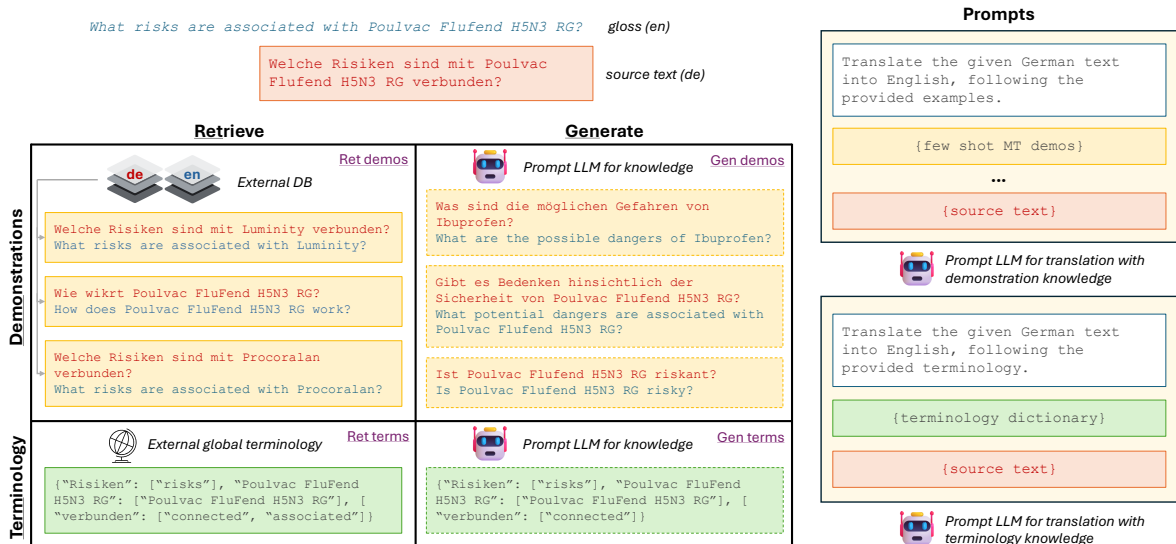 What risks are associated with Poulvac Flufend H5N3 RG?
gloss (en)
Welche Risiken sind mit Poulvac
Flufend H5N3 RG verbunden?
source text (de)
Retrieve
Generate
Demonstrations
Terminology
Ret demos
de
en
External DB
Welche Risiken sind mit Luminity verbunden?
What risks are associated with Luminity?
Wie wikrt Poulvac FluFend H5N3 RG?
How does Poulvac FluFend H5N3 RG work?
Welche Risiken sind mit Procoralan
verbunden?
What risks are associated with Procoralan?
Gen demos
Prompt LLM for knowledge
Was sind die möglichen Gefahren von
Ibuprofen?
What are the possible dangers of Ibuprofen?
Gibt es Bedenken hinsichtlich der
Sicherheit von Poulvac Flufend H5N3 RG?
What potential dangers are associated with
Poulvac Flufend H5N3 RG?
Ist Poulvac Flufend H5N3 RG riskant?
Is Poulvac Flufend H5N3 RG risky?
Ret terms
External global terminology
{“Risiken”: [“risks”], “Poulvac FluFend
H5N3 RG”: [“Poulvac FluFend H5N3 RG”], [
“verbunden”: [“connected”, “associated”]}
Gen terms
Prompt LLM for knowledge
{“Risiken”: [“risks”], “Poulvac FluFend
H5N3 RG”: [“Poulvac FluFend H5N3 RG”], [
“verbunden”: [“connected”]}
Prompts
Translate the given German text
into English, following the
provided examples.
{few shot MT demos}
...
{source text}
Prompt LLM for translation with
demonstration knowledge
Translate the given German text
into English, following the
provided terminology.
{terminology dictionary}
{source text}
Prompt LLM for translation with
terminology knowledge